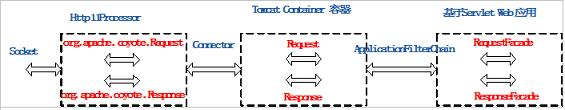 Http11Processor
Tomcat Container 容器
基于Servlet Web应用
Socket
org.apache.coyote.Request
Connector
Request
ApplicationFilterChain
RequestFacade
org.apache.coyote.Response
Response
ResponseFacade